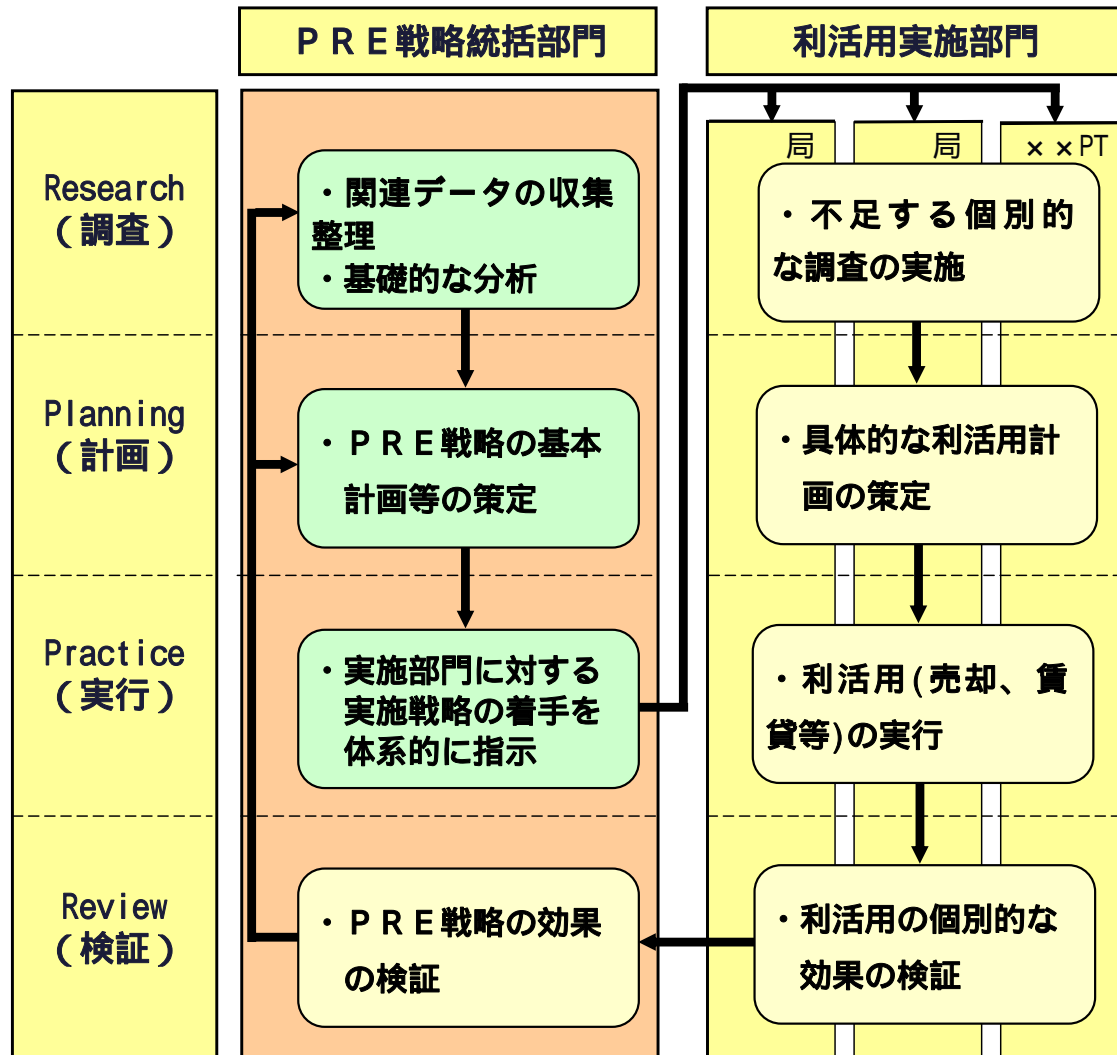 ＰＲＥ戦略統括部門
利活用実施部門
局
局
××PT
Research
（調査）
・関連データの収集
整理
・基礎的な分析
・不足する個別的
な調査の実施
Planning
（計画）
・ＰＲＥ戦略の基本
計画等の策定
・具体的な利活用計
画の策定
Practice
（実行）
・実施部門に対する
実施戦略の着手を
体系的に指示
・利活用(売却、賃
貸等)の実行
Review
（検証）
・ＰＲＥ戦略の効果
の検証
・利活用の個別的な
効果の検証